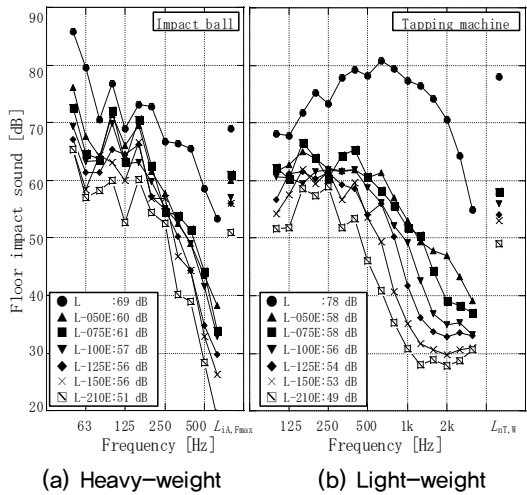 Impact ball
Tapping machine
Floor impact sound [dB]
90
80
70
60
50
40
30
20
L :69 dB
L-050E:60 dB
L-075E:61 dB
L-100E:57 dB
L-125E:56 dB
L-150E:56 dB
L-210E:51 dB
L :78 dB
L-050E:58 dB
L-075E:58 dB
L-100E:56 dB
L-125E:54 dB
L-150E:53 dB
L-210E:49 dB
63 125 250 500 LiA,Fmax
125 250 500 1k 2k LnT,W
Frequency [Hz]
Frequency [Hz]
(a) Heavy-weight
(b) Light-weight